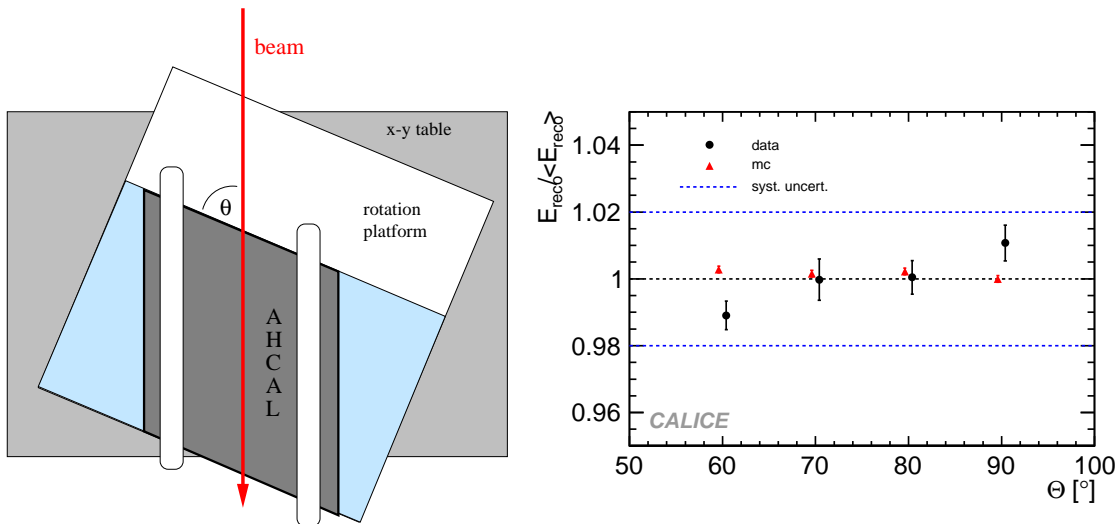 beam
x-y table
θ
rotation
platform
A
H
C
A
L
E_reco/<E_reco>
1.04
1.02
1
0.98
0.96
data
mc
syst. uncert.
CALICE
50 60 70 80 90 100
Θ [°]